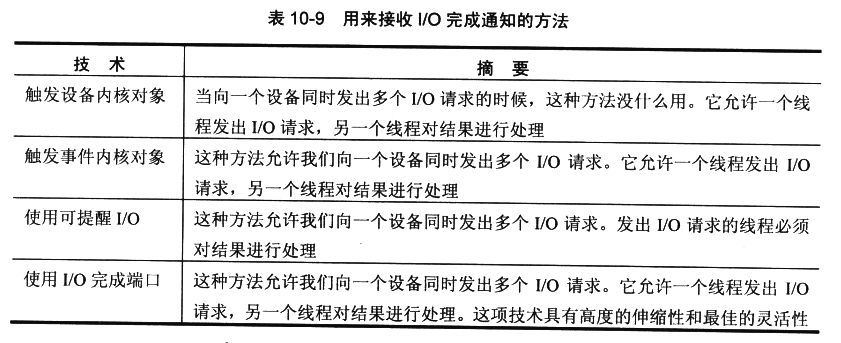 表 10-9 用来接收 I/O 完成通知的方法
技 术 摘 要
触发设备内核对象 当向一个设备同时发出多个 I/O 请求的时候，这种方法没什么用。它允许一个线
程发出 I/O 请求，另一个线程对结果进行处理
触发事件内核对象 这种方法允许我们向一个设备同时发出多个 I/O 请求。它允许一个线程发出 I/O
请求，另一个线程对结果进行处理
使用可提醒 I/O 这种方法允许我们向一个设备同时发出多个 I/O 请求。发出 I/O 请求的线程必须
对结果进行处理
使用 I/O 完成端口 这种方法允许我们向一个设备同时发出多个 I/O 请求。它允许一个线程发出 I/O
请求，另一个线程对结果进行处理。这项技术具有高度的伸缩性和最佳的灵活性